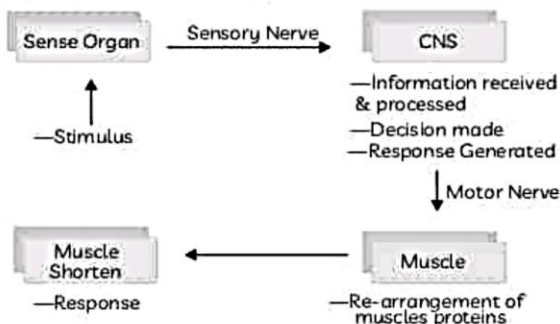 Sense Organ
Sensory Nerve
CNS
—Stimulus
—Information received
& processed
—Decision made
—Response Generated
Motor Nerve
Muscle
Shorten
—Response
Muscle
—Re-arrangement of
muscles proteins